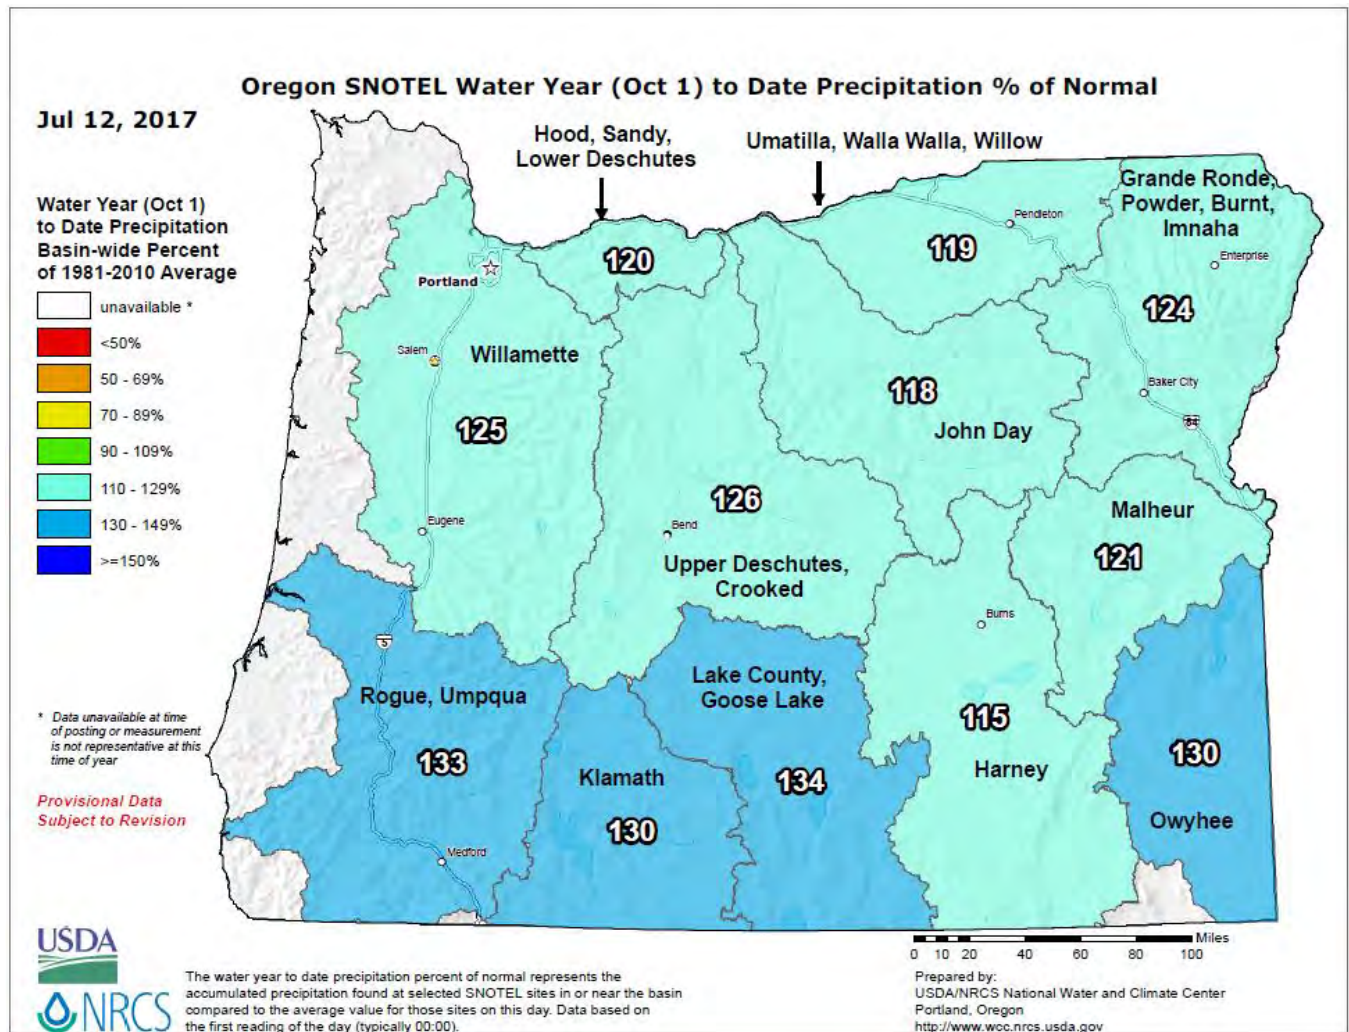 Oregon SNOTEL Water Year (Oct 1) to Date Precipitation % of Normal
Jul 12, 2017
Water Year (Oct 1)
to Date Precipitation
Basin-wide Percent
of 1981-2010 Average
unavailable *
<50%
50 - 69%
70 - 89%
90 - 109%
110 - 129%
130 - 149%
>=150%
* Data unavailable at time
of posting or measurement
is not representative at this
time of year
Provisional Data
Subject to Revision
Hood, Sandy,
Lower Deschutes
120
Umatilla, Walla Walla, Willow
119
Pendleton
Grande Ronde,
Powder, Burnt,
Imnaha
Enterprise
124
Baker City
84
Portland
Salem
Willamette
125
Eugene
118
John Day
126
Bend
Upper Deschutes,
Crooked
Malheur
121
Burns
115
Harney
5
Rogue, Umpqua
133
Medford
Klamath
130
Lake County,
Goose Lake
134
130
Owyhee
Miles
0 10 20 40 60 80 100
USDA
NRCS
The water year to date precipitation percent of normal represents the
accumulated precipitation found at selected SNOTEL sites in or near the basin
compared to the average value for those sites on this day. Data based on
the first reading of the day (typically 00:00).
Prepared by:
USDA/NRCS National Water and Climate Center
Portland, Oregon
http://www.wcc.nrcs.usda.gov